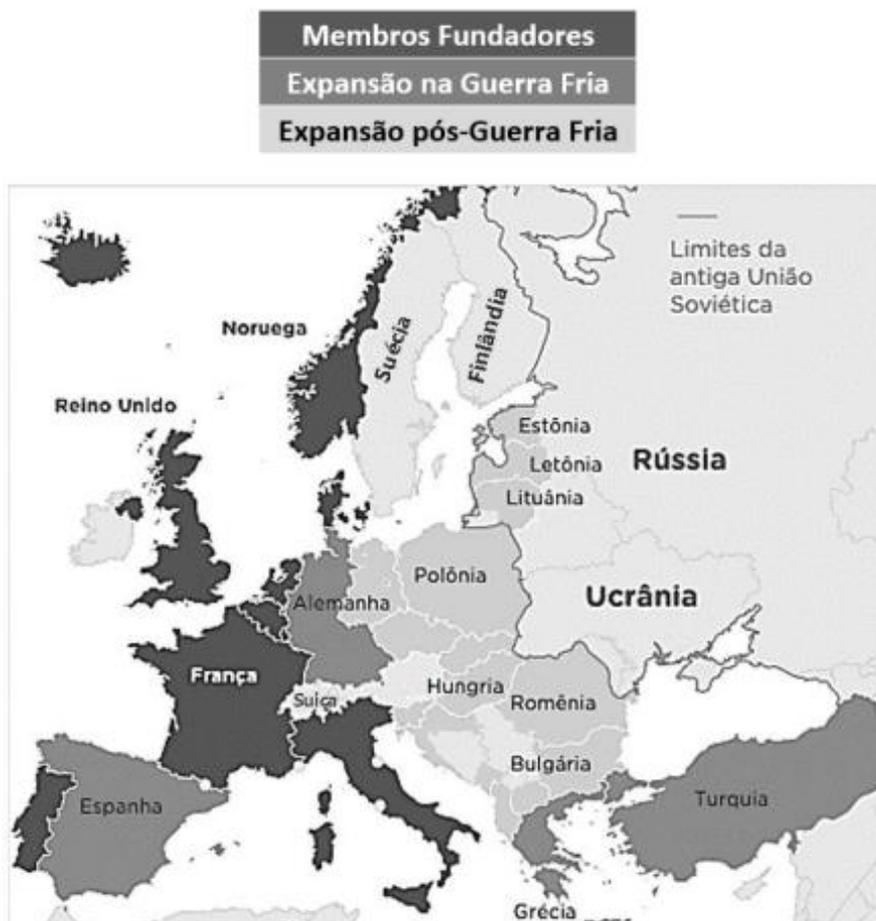 Membros Fundadores
Expansão na Guerra Fria
Expansão pós-Guerra Fria
Limites da
antiga União
Soviética
Noruega
Suécia
Finlândia
Reino Unido
Estônia
Letônia
Rússia
Lituânia
Polônia
Ucrânia
Alemanha
França
Suiça
Hungria
Romênia
Bulgária
Espanha
Turquia
Grécia